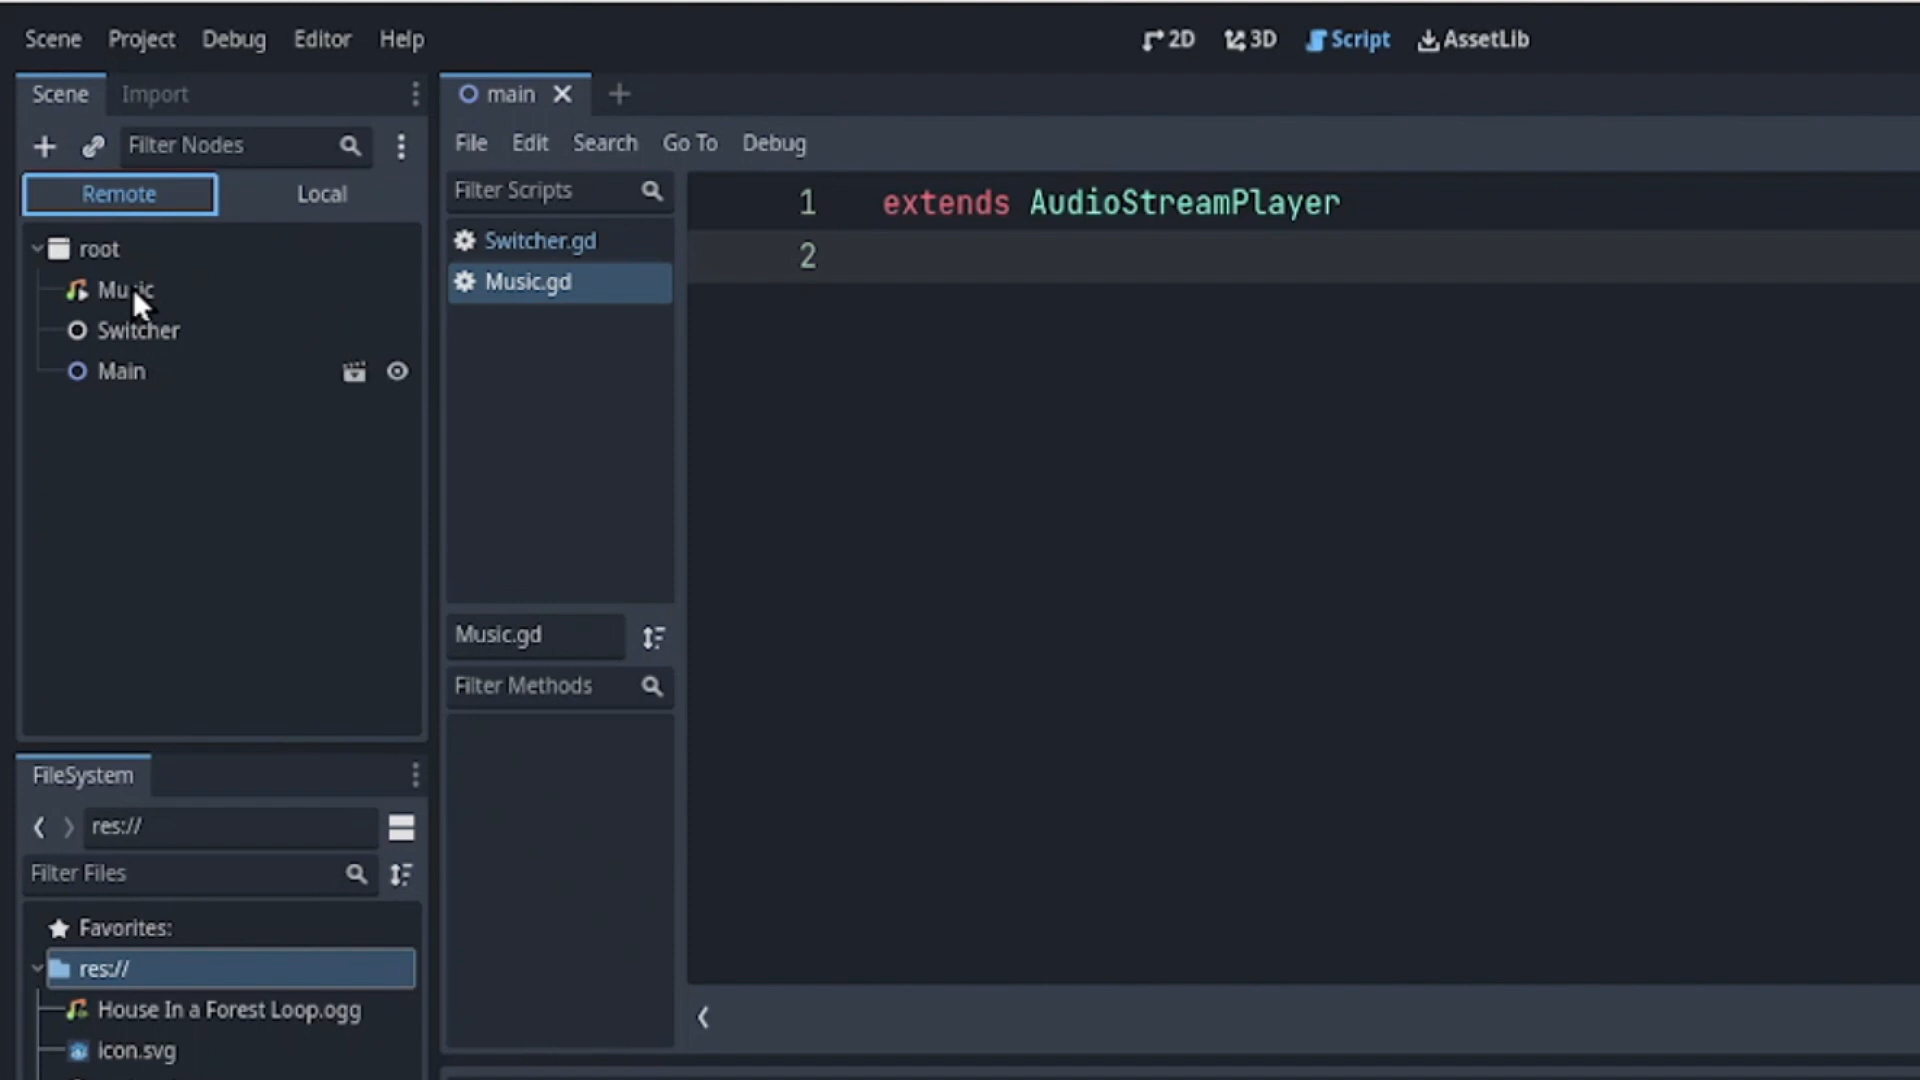 Scene Project Debug Editor Help
2D 3D Script AssetLib
Scene Import
Filter Nodes
Remote Local
root
Music
Switcher
Main
main
File Edit Search Go To Debug
Filter Scripts
Switcher.gd
Music.gd
Music.gd
Filter Methods
1 extends AudioStreamPlayer
2
FileSystem
res://
Filter Files
Favorites:
res://
House In a Forest Loop.ogg
icon.svg